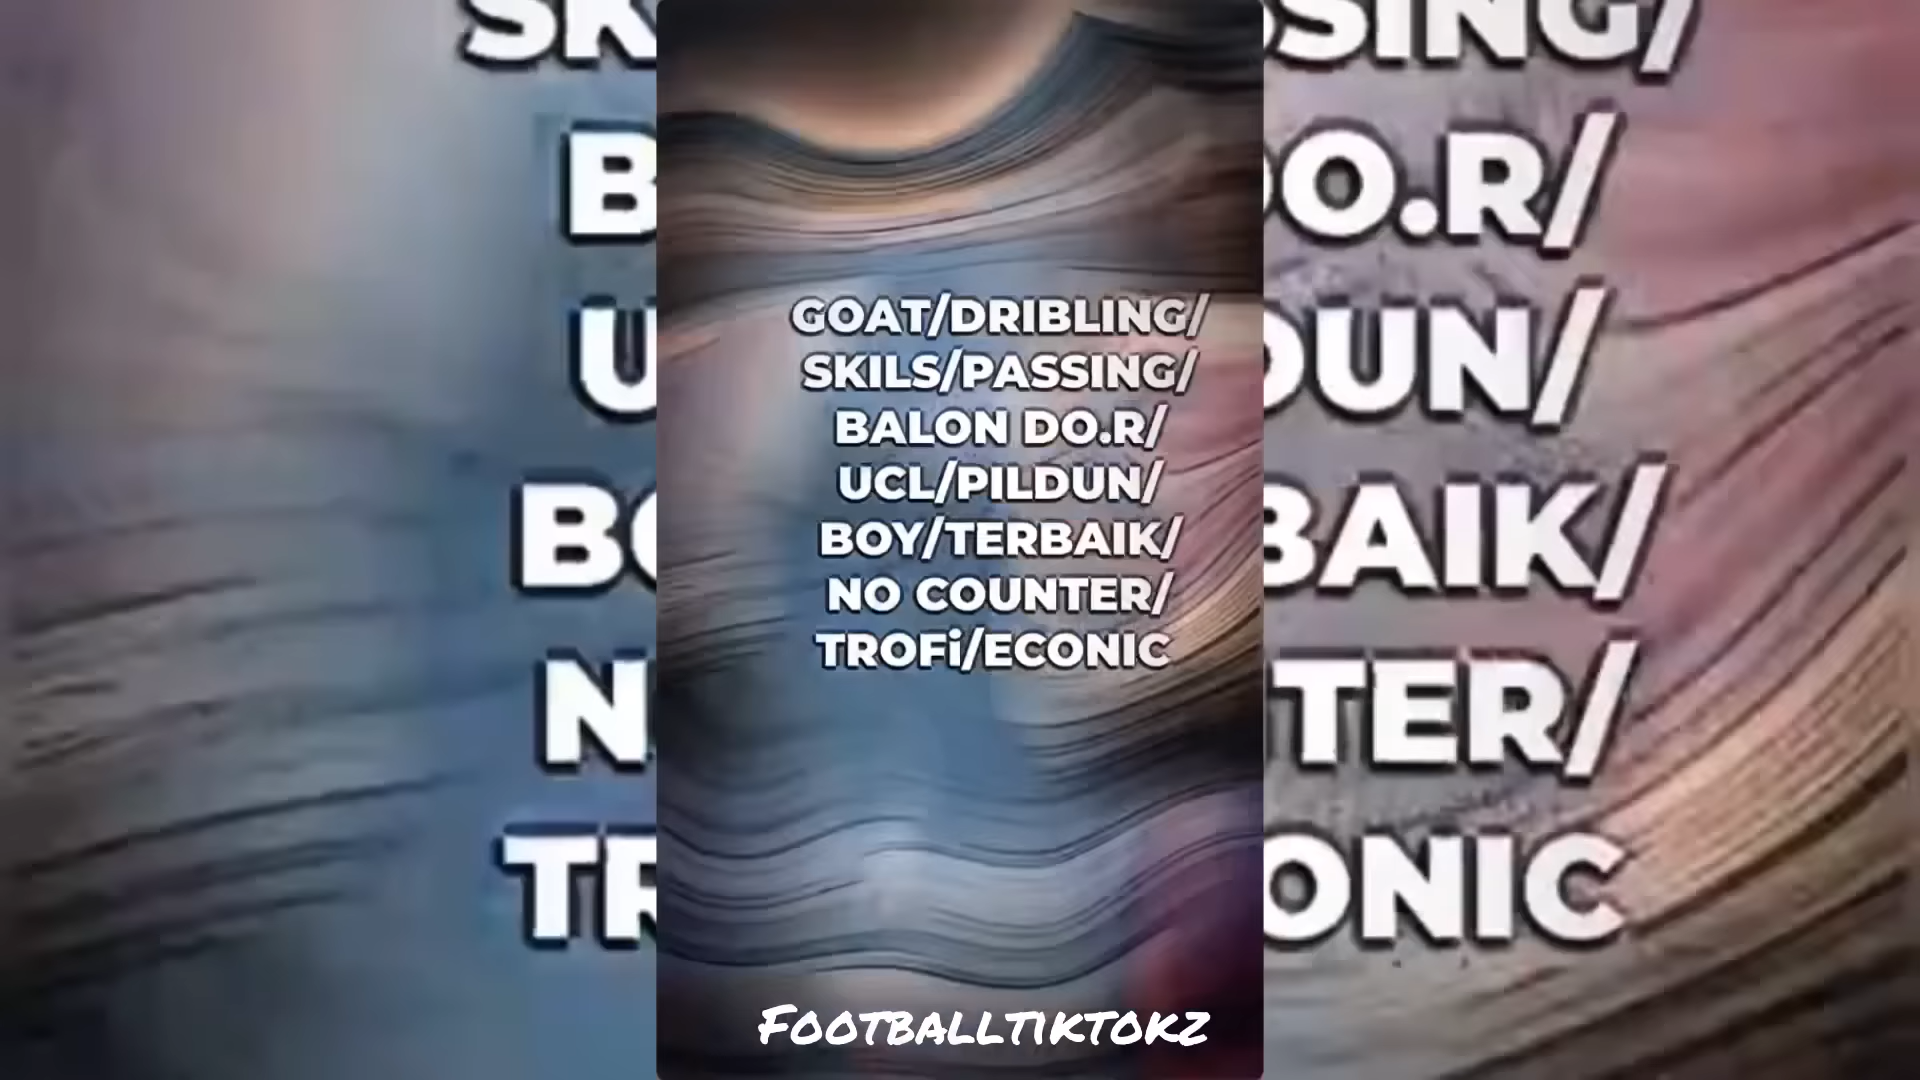 GOAT/DRIBLING/
SKILS/PASSING/
BALON DO.R/
UCL/PILDUN/
BOY/TERBAIK/
NO COUNTER/
TROFi/ECONIC
FOOTBALLTIKTOKZ